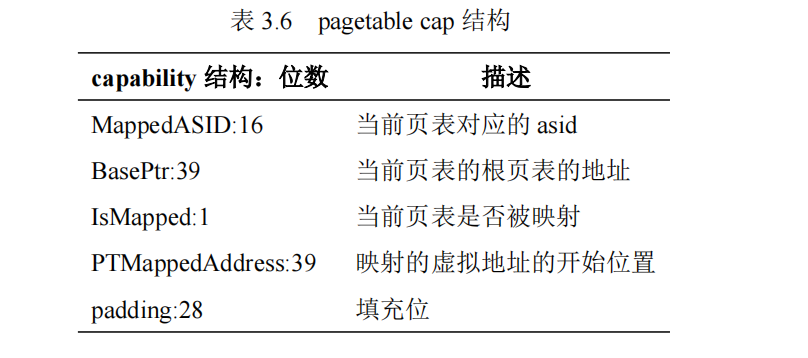 表 3.6 pagetable cap 结构
capability 结构：位数 描述
MappedASID:16 当前页表对应的 asid
BasePtr:39 当前页表的根页表的地址
IsMapped:1 当前页表是否被映射
PTMappedAddress:39 映射的虚拟地址的开始位置
padding:28 填充位